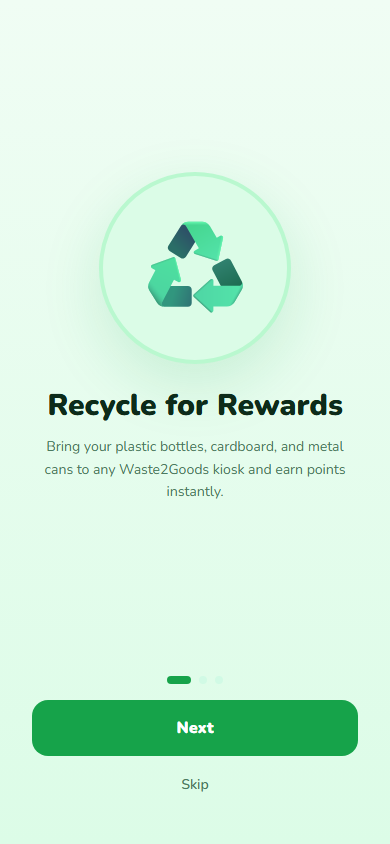 Recycle for Rewards
Bring your plastic bottles, cardboard, and metal
cans to any Waste2Goods kiosk and earn points
instantly.
Next
Skip